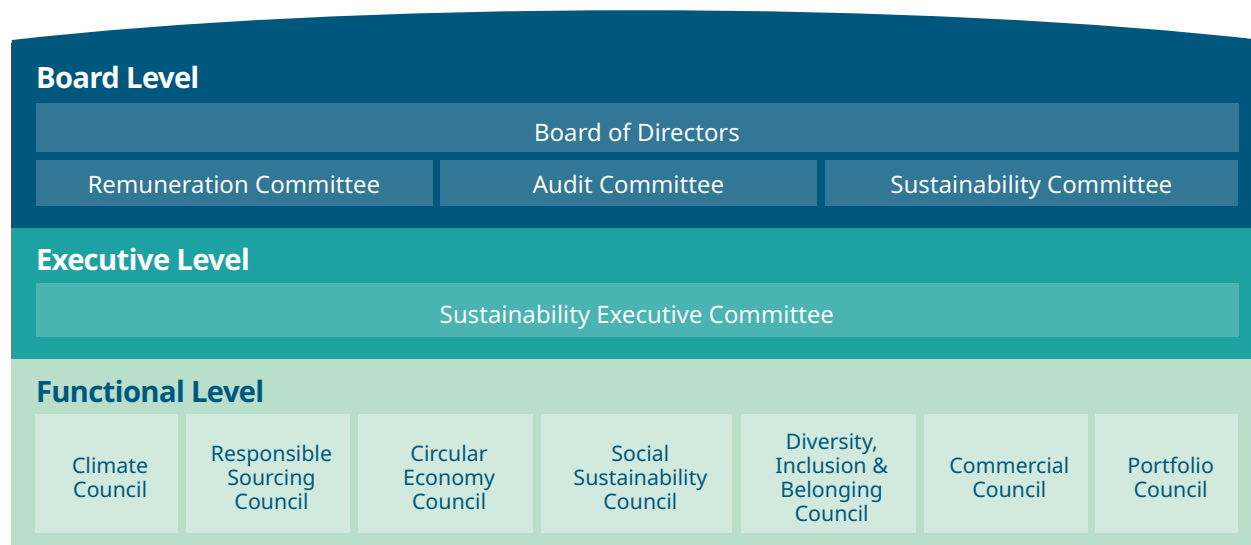 Board Level
Board of Directors
Remuneration Committee
Audit Committee
Sustainability Committee
Executive Level
Sustainability Executive Committee
Functional Level
Climate
Council
Responsible
Sourcing
Council
Circular
Economy
Council
Social
Sustainability
Council
Diversity,
Inclusion &
Belonging
Council
Commercial
Council
Portfolio
Council